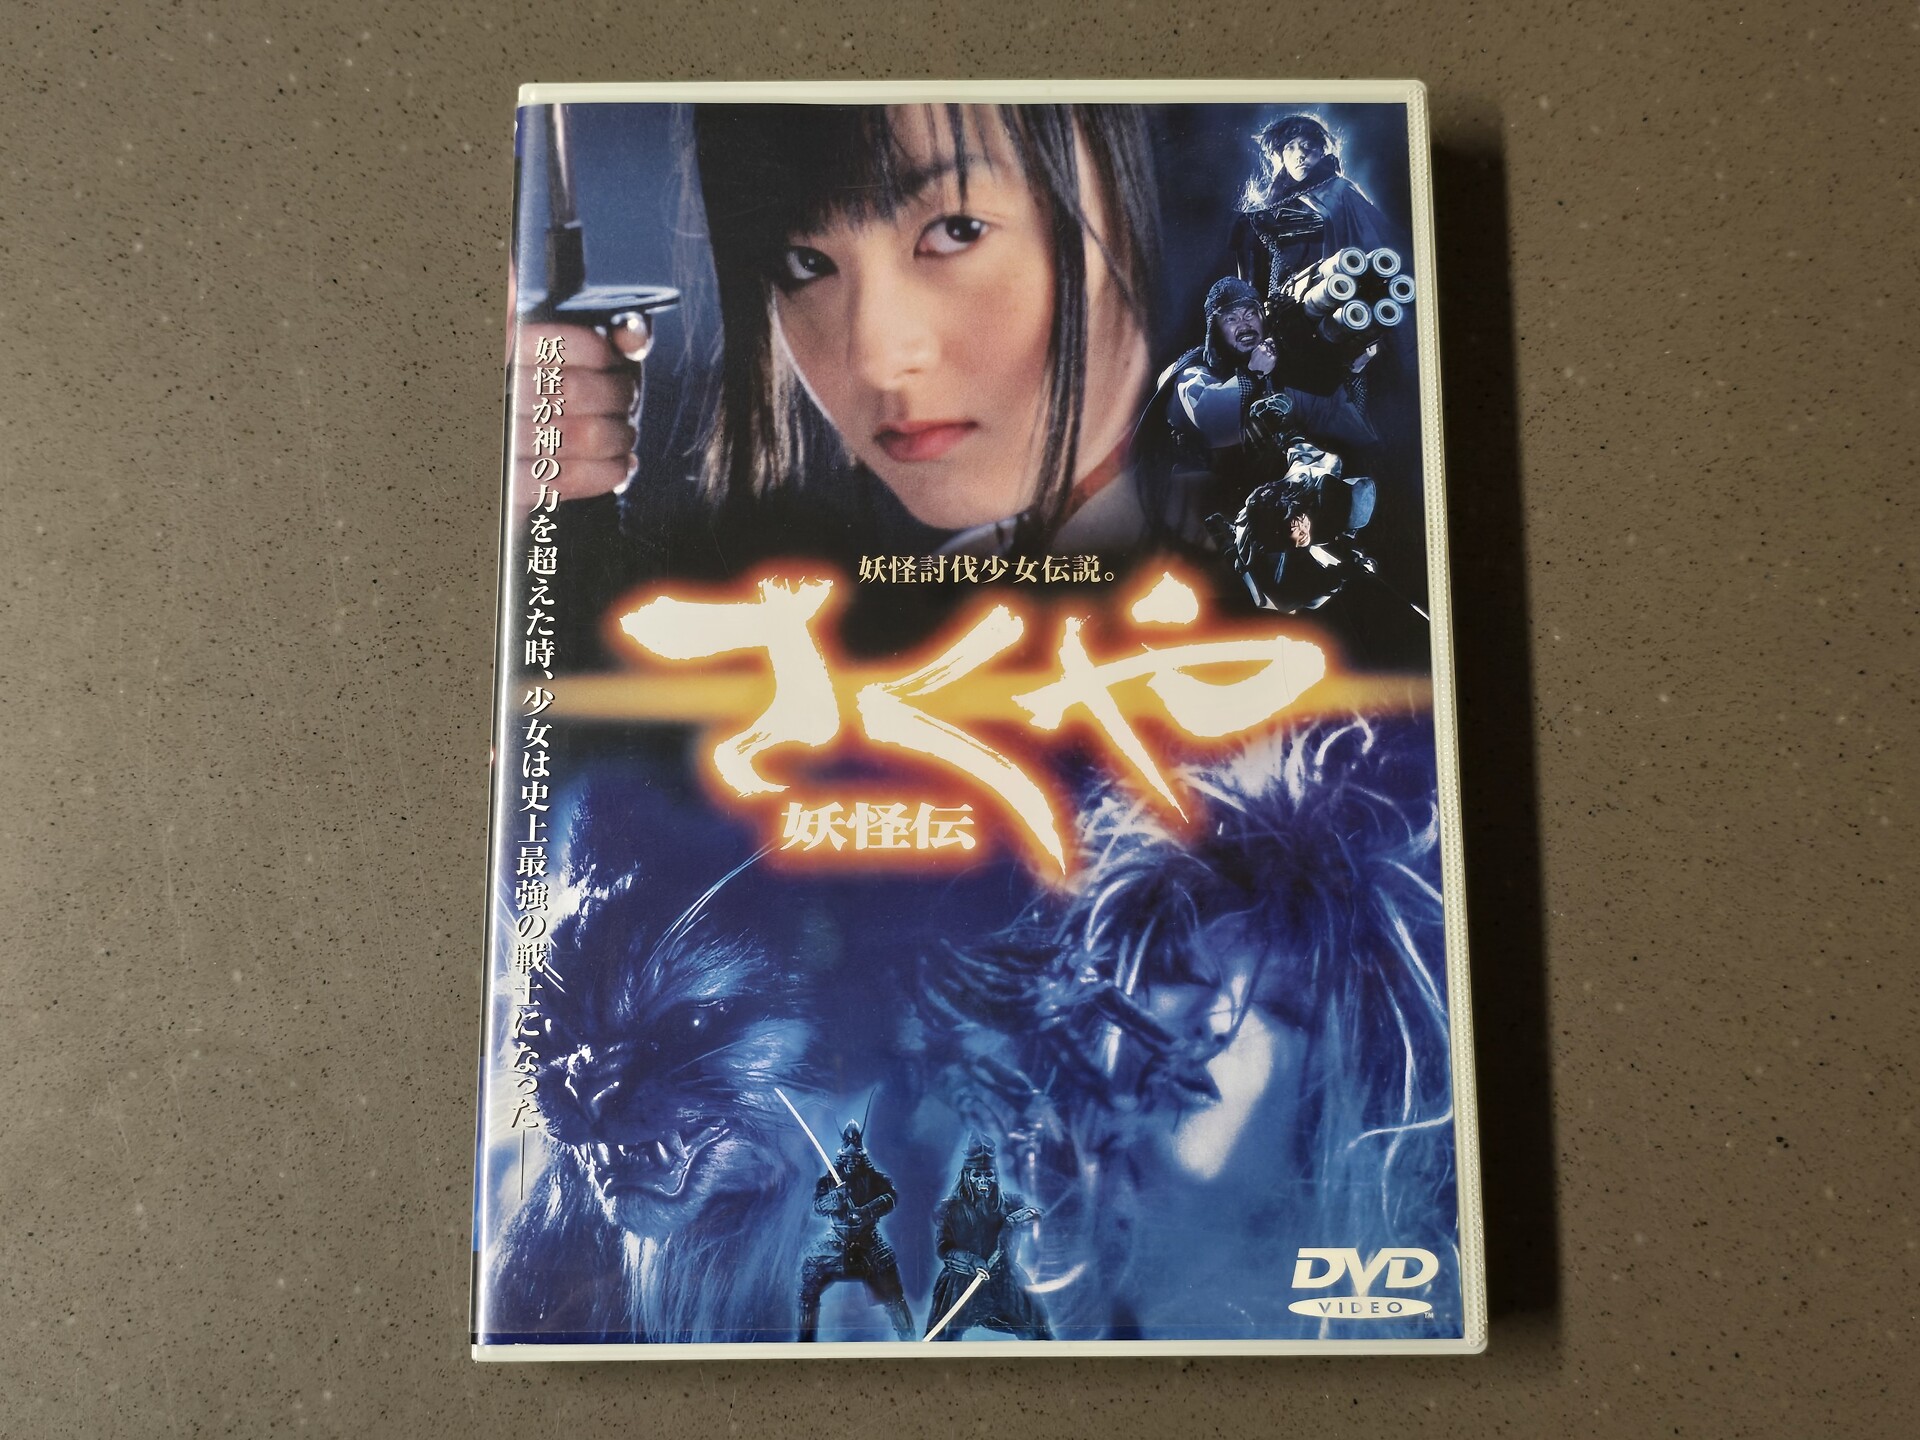 妖怪が神の力を超えた時、少女は史上最強の戦士になった――
妖怪討伐少女伝説。
さくや
妖怪伝
DVD
VIDEO
TM